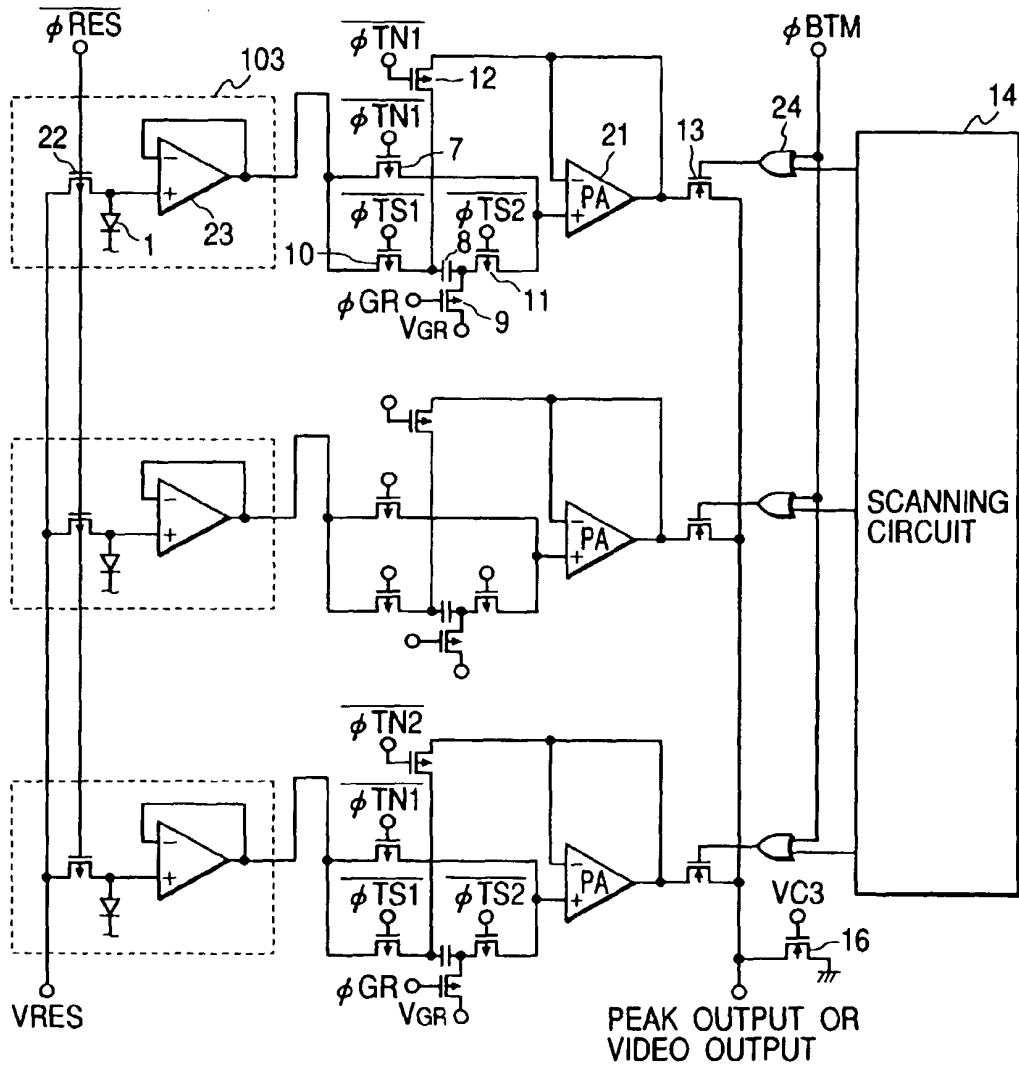 φRES
φTN1
φBTM
103
12
14
22
φTN1
7
21
13
24
PA
φTS1
φTS2
1
23
10
8
11
φGR
9
VGR
PA
SCANNING
CIRCUIT
φTN2
φTN1
PA
φTS1
φTS2
VC3
16
φGR
VGR
VRES
PEAK OUTPUT OR
VIDEO OUTPUT